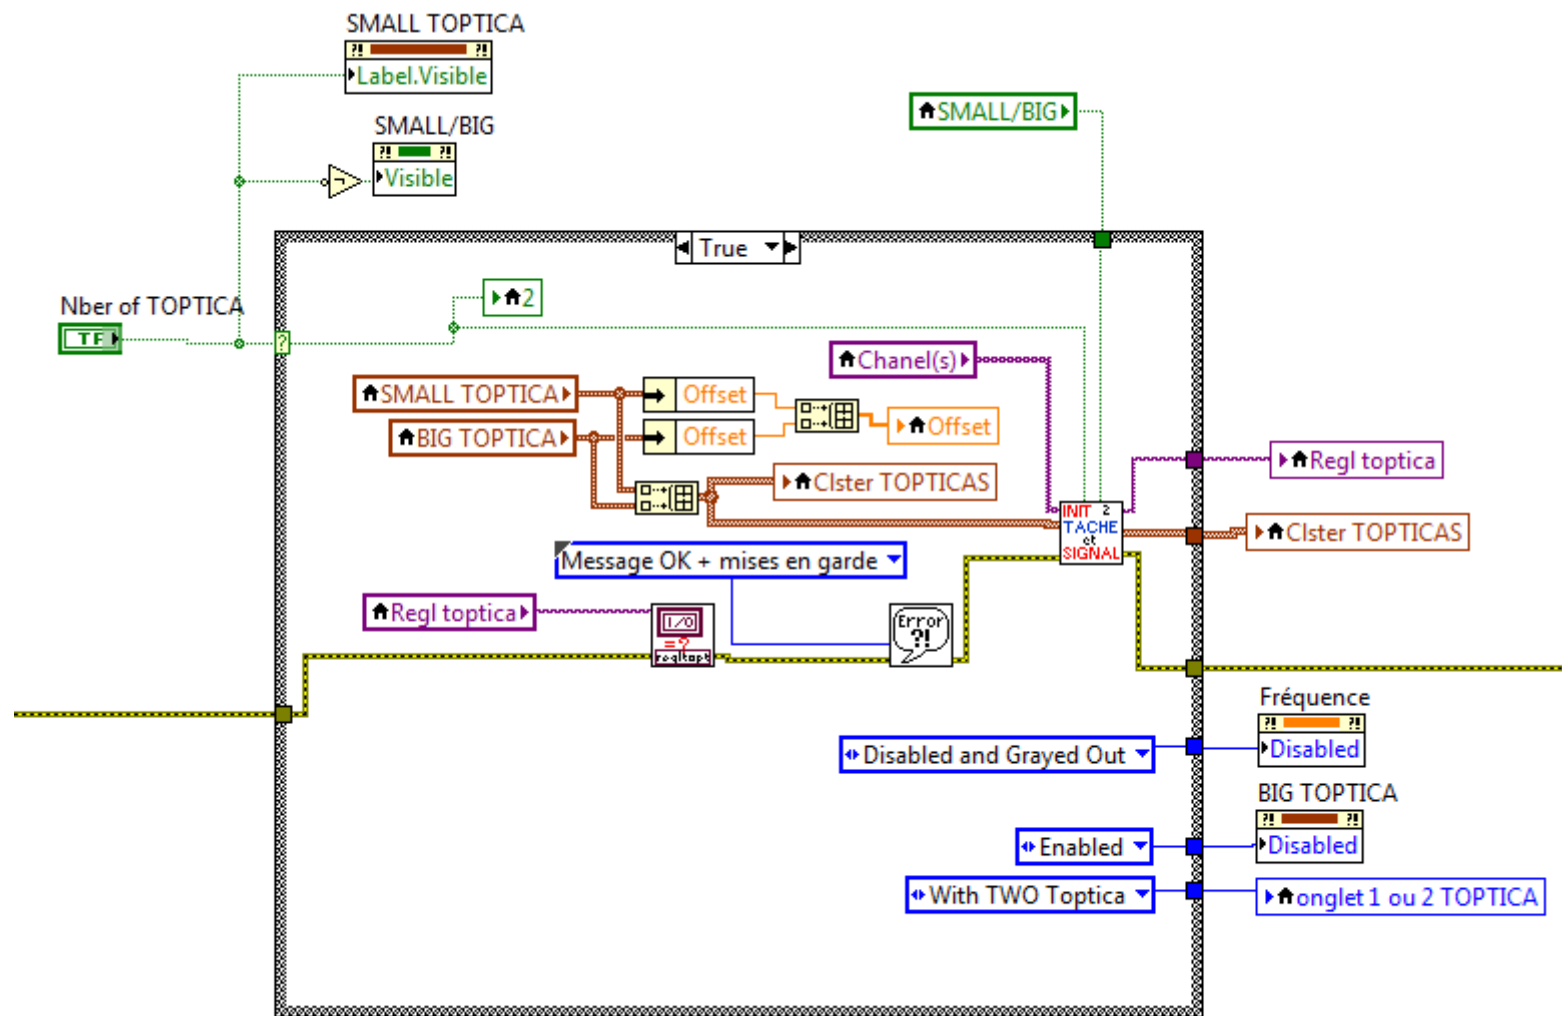 SMALL TOPTICA
?! ?!
Label.Visible
SMALL/BIG
?! ?!
Visible
SMALL/BIG
True
Nber of TOPTICA
TF
?
2
Chanel(s)
SMALL TOPTICA
Offset
BIG TOPTICA
Offset
Offset
Clster TOPTICAS
Regl toptica
INIT 2
TACHE
et
SIGNAL
Clster TOPTICAS
Message OK + mises en garde
Regl toptica
I/O
=?
regltopt
Error
?!
Fréquence
?! ?!
Disabled and Grayed Out
Disabled
BIG TOPTICA
?! ?!
Enabled
Disabled
With TWO Toptica
onglet 1 ou 2 TOPTICA